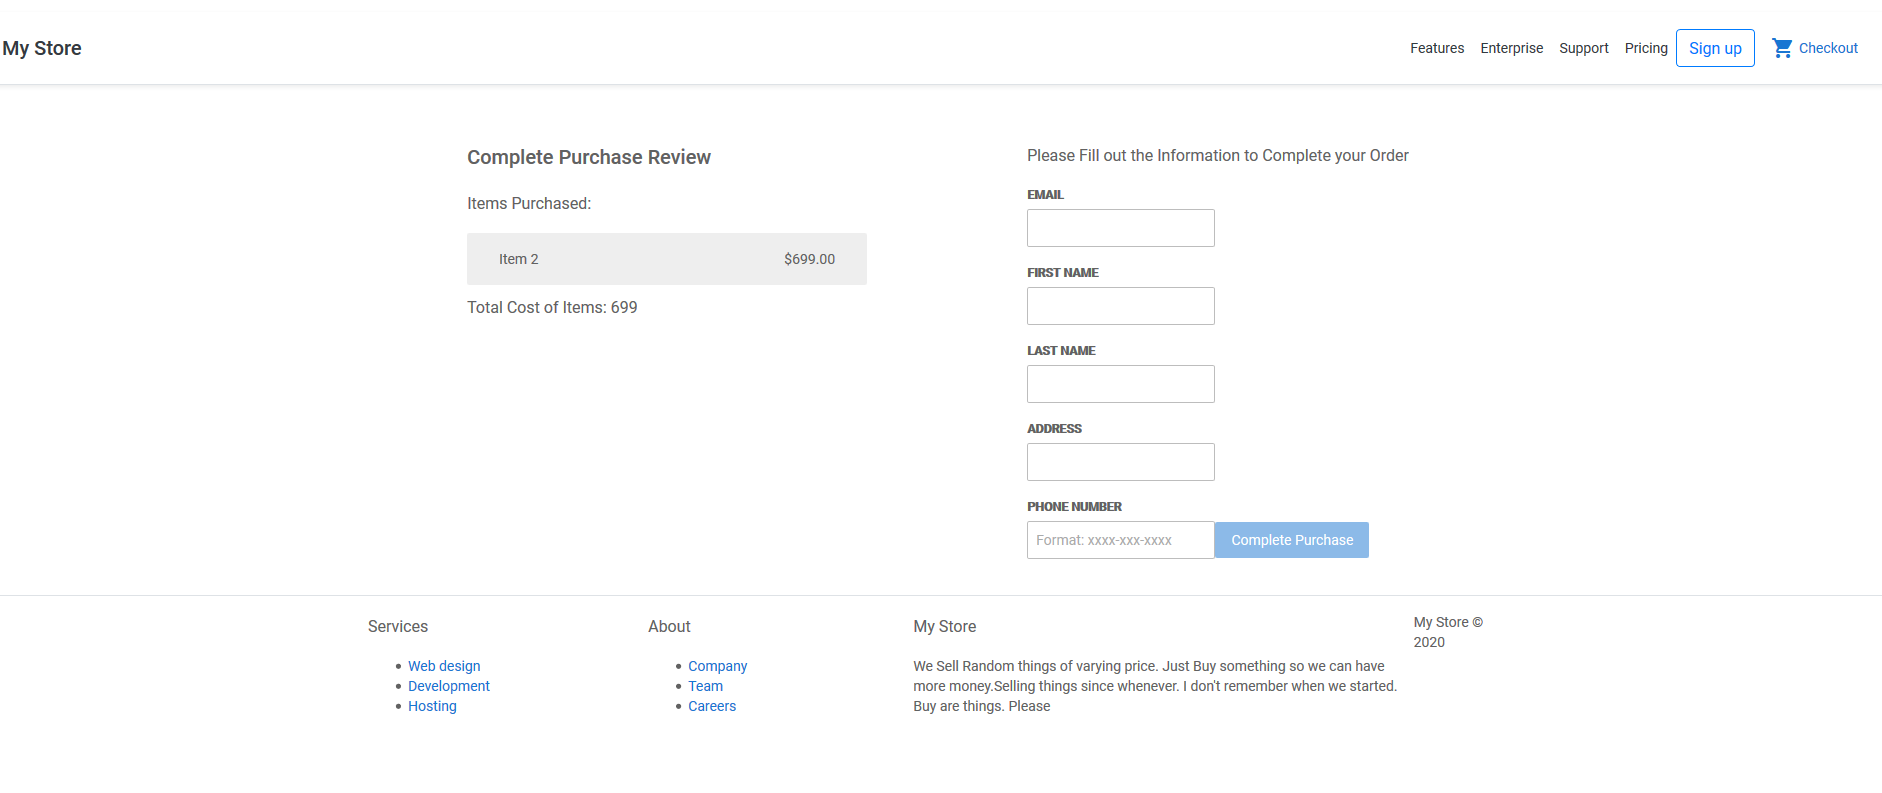 My Store
Features Enterprise Support Pricing Sign up Checkout
Complete Purchase Review
Items Purchased:
Item 2 $699.00
Total Cost of Items: 699
Please Fill out the Information to Complete your Order
EMAIL
FIRST NAME
LAST NAME
ADDRESS
PHONE NUMBER
Format: xxxx-xxx-xxxx Complete Purchase
Services
Web design
Development
Hosting
About
Company
Team
Careers
My Store
We Sell Random things of varying price. Just Buy something so we can have
more money.Selling things since whenever. I don't remember when we started.
Buy are things. Please
My Store ©
2020